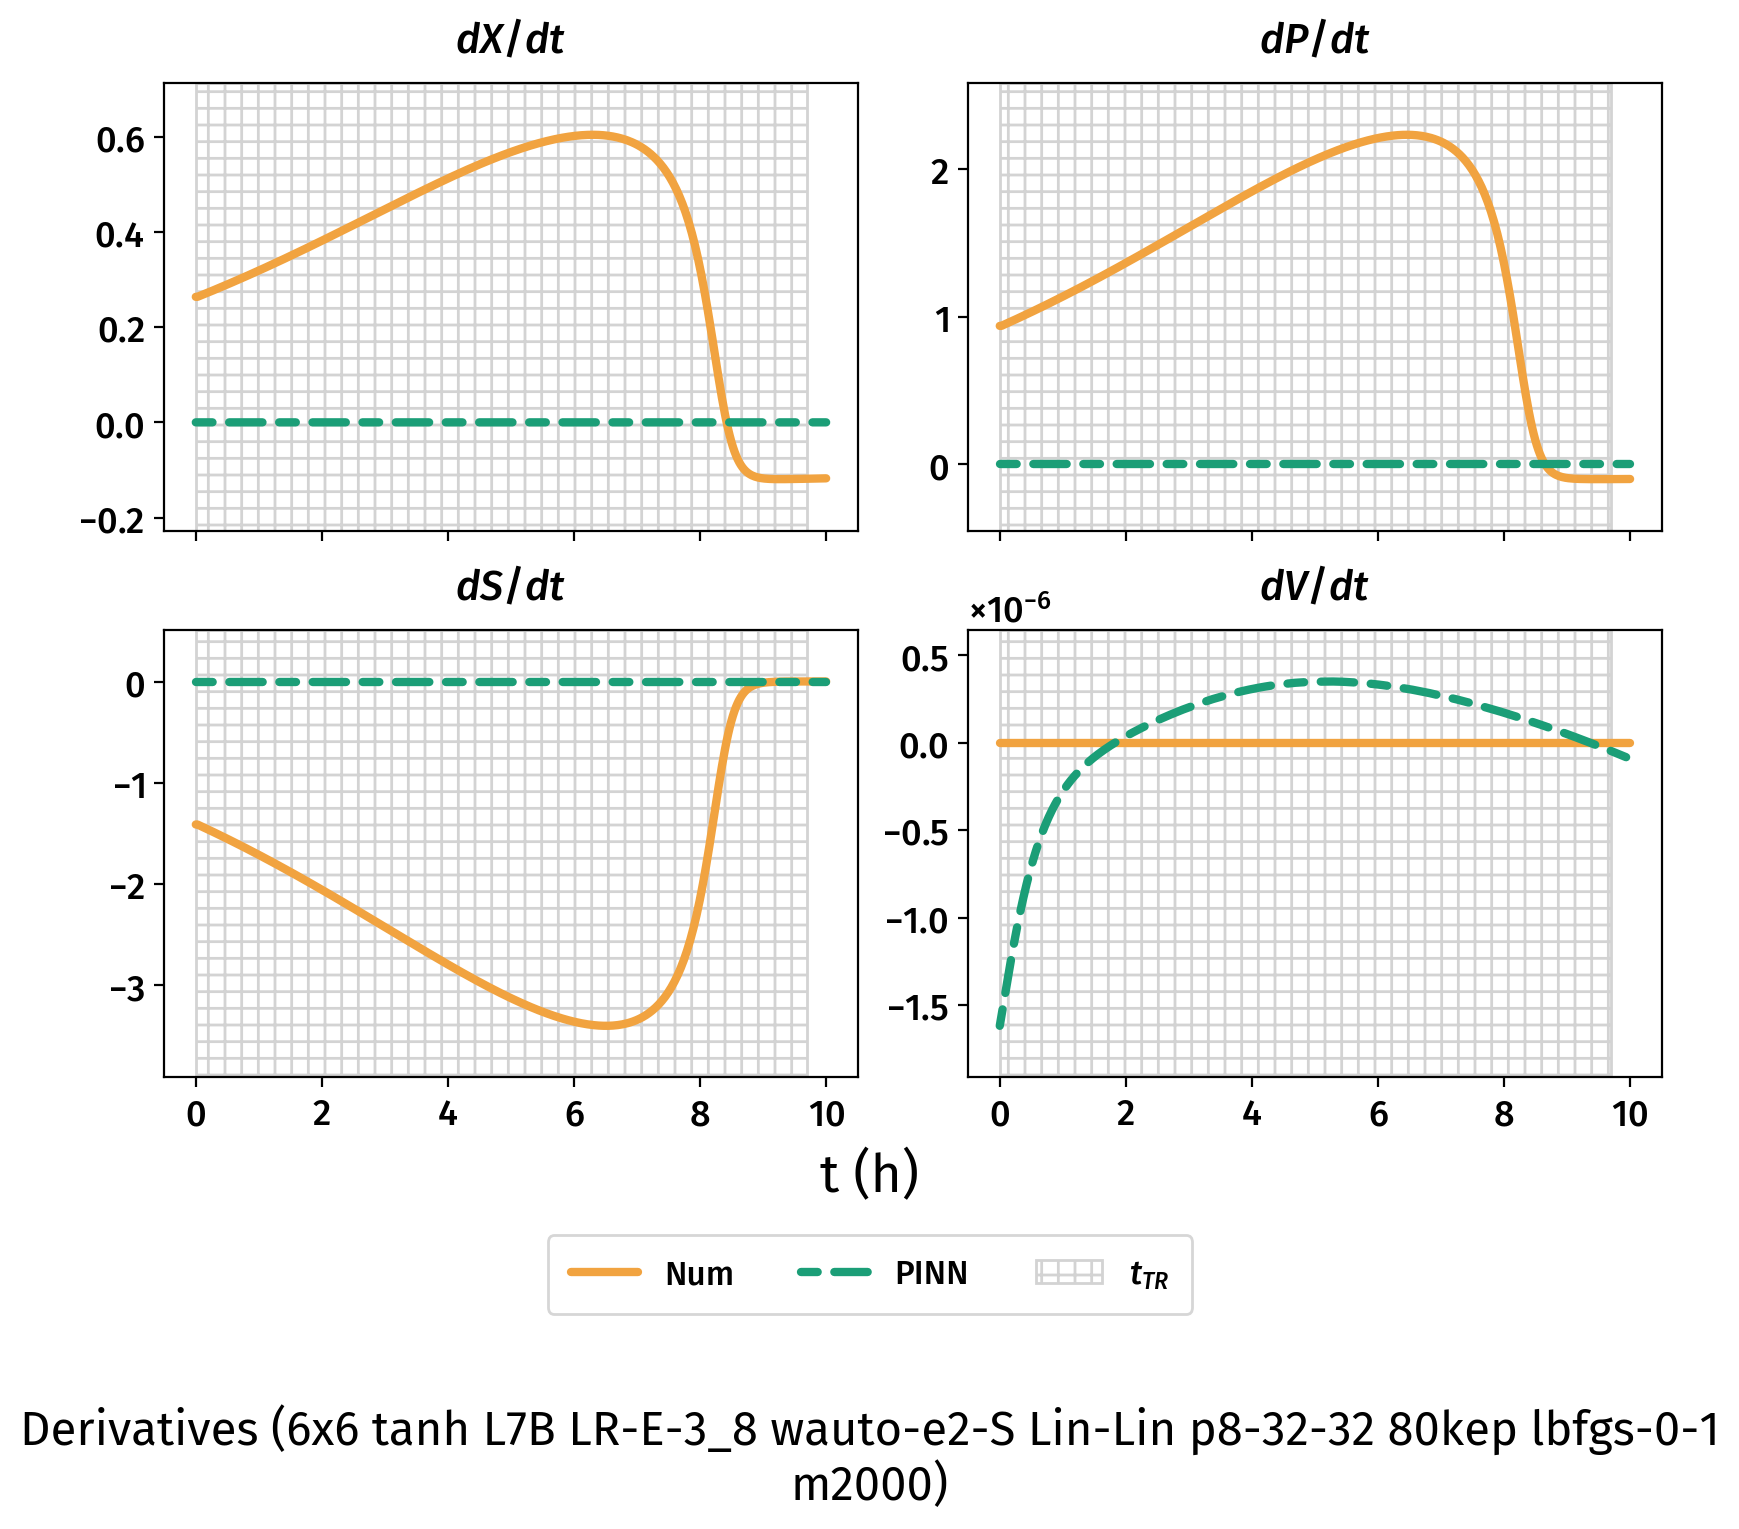 dX/dt
dP/dt
0.6
0.4
0.2
0.0
−0.2
2
1
0
dS/dt
dV/dt
×10⁻⁶
0
−1
−2
−3
0.5
0.0
−0.5
−1.0
−1.5
0 2 4 6 8 10
0 2 4 6 8 10
t (h)
Num PINN t_TR
Derivatives (6x6 tanh L7B LR-E-3_8 wauto-e2-S Lin-Lin p8-32-32 80kep lbfgs-0-1
m2000)